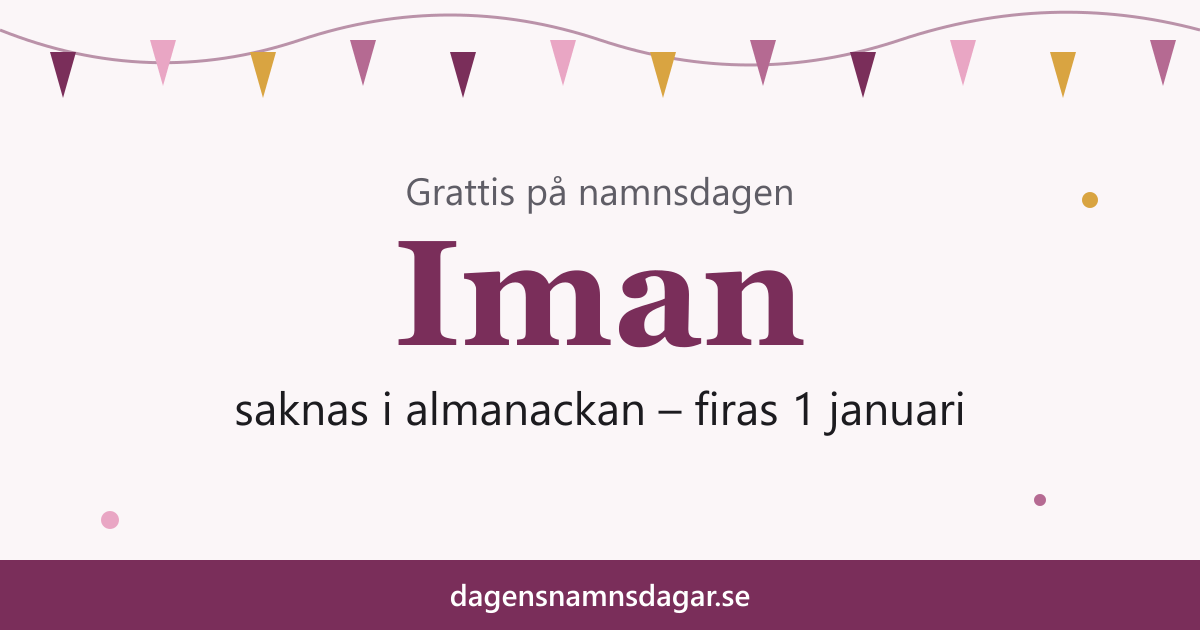 Grattis på namnsdagen
Iman
saknas i almanackan – firas 1 januari
dagensnamnsdagar.se